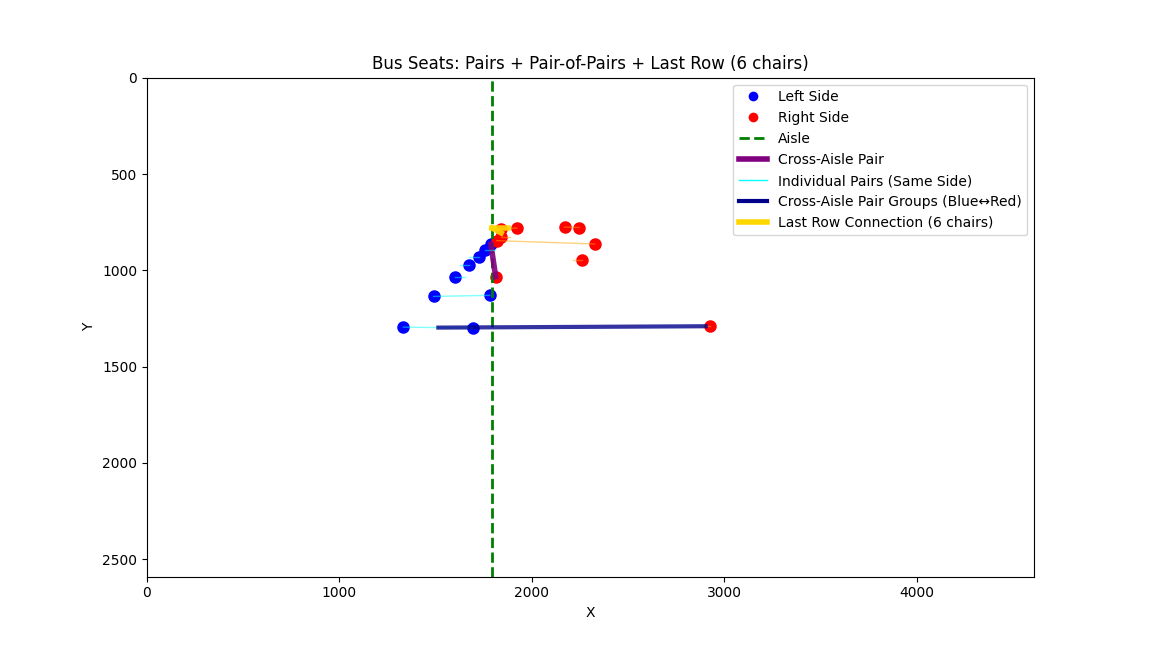 Bus Seats: Pairs + Pair-of-Pairs + Last Row (6 chairs)
Left Side
Right Side
Aisle
Cross-Aisle Pair
Individual Pairs (Same Side)
Cross-Aisle Pair Groups (Blue↔Red)
Last Row Connection (6 chairs)
Y
0
500
1000
1500
2000
2500
0 1000 2000 3000 4000
X